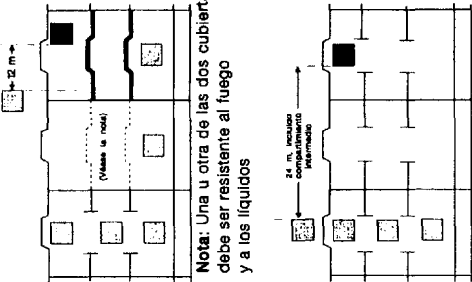 12 m
(Véase la nota)
Nota: Una u otra de las dos cubiert
debe ser resistente al fuego
y a los líquidos
24 m, incluido
compartimiento
intermedio